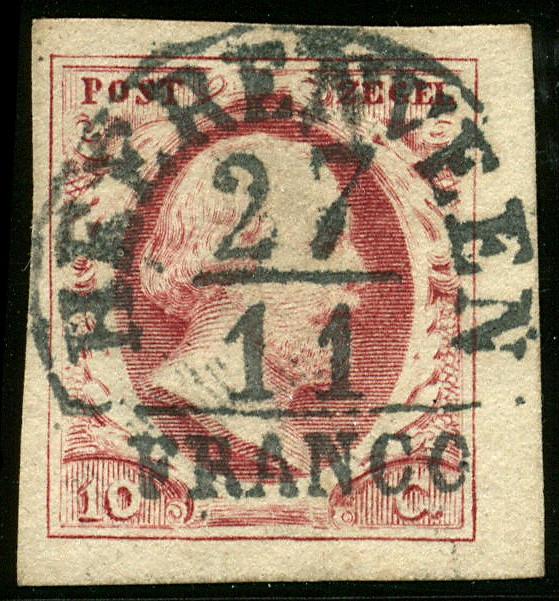 POST ZEGEL
HEERENVEEN
27
11
FRANCO
10 C.